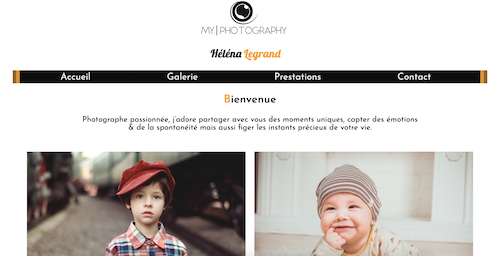 MY|PHOTOGRAPHY
Héléna Legrand
Accueil Galerie Prestations Contact
Bienvenue
Photographe passionnée, j'adore partager avec vous des moments uniques, capter des émotions
& de la spontanéité mais aussi figer les instants précieux de votre vie.